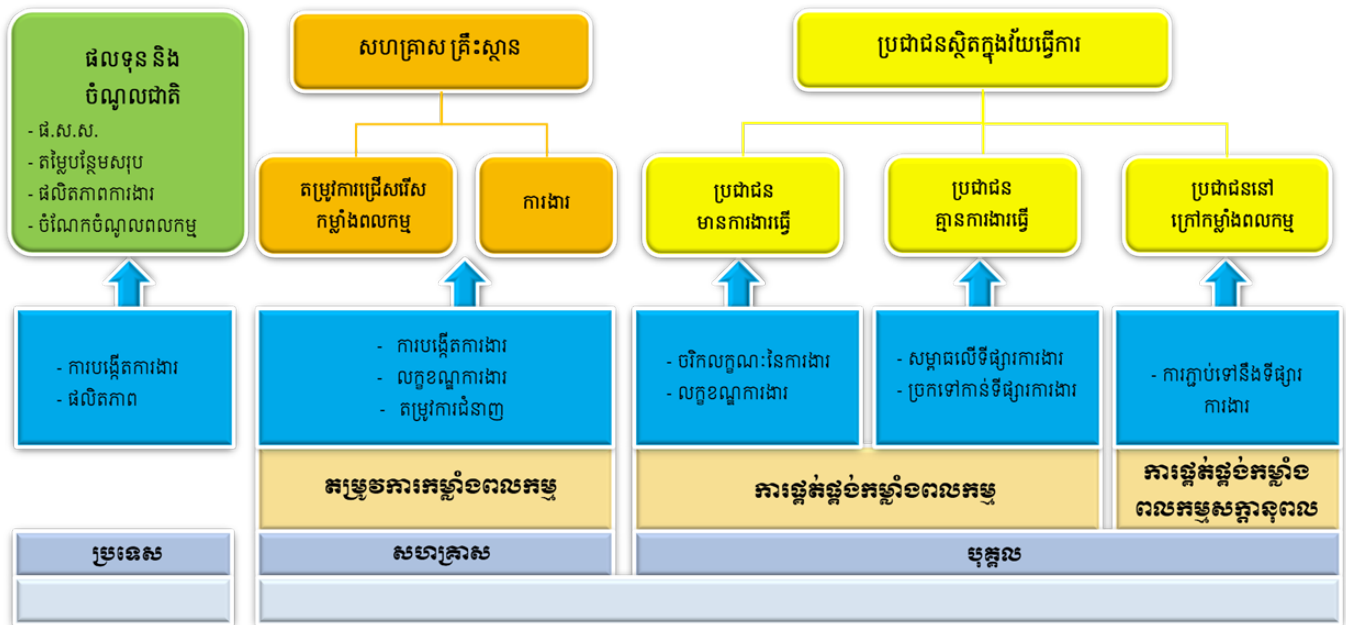 ផលទុន និង
ចំណូលជាតិ
- ផ.ស.ស.
- តម្លៃបន្ថែមសរុប
- ផលិតភាពការងារ
- ចំណែកចំណូលពលកម្ម
សហគ្រាស គ្រឹះស្ថាន
ប្រជាជនស្ថិតក្នុងវ័យធ្វើការ
តម្រូវការជ្រើសរើស
កម្លាំងពលកម្ម
ការងារ
ប្រជាជន
មានការងារធ្វើ
ប្រជាជន
គ្មានការងារធ្វើ
ប្រជាជននៅ
ក្រៅកម្លាំងពលកម្ម
- ការបង្កើតការងារ
- ផលិតភាព
- ការបង្កើតការងារ
- លក្ខខណ្ឌការងារ
- តម្រូវការជំនាញ
- ចរិកលក្ខណៈនៃការងារ
- លក្ខខណ្ឌការងារ
- សម្ពាធលើទីផ្សារការងារ
- ច្រកទៅកាន់ទីផ្សារការងារ
- ការភ្ជាប់ទៅនឹងទីផ្សារ
ការងារ
តម្រូវការកម្លាំងពលកម្ម
ការផ្គត់ផ្គង់កម្លាំងពលកម្ម
ការផ្គត់ផ្គង់កម្លាំង
ពលកម្មសក្តានុពល
ប្រទេស
សហគ្រាស
បុគ្គល